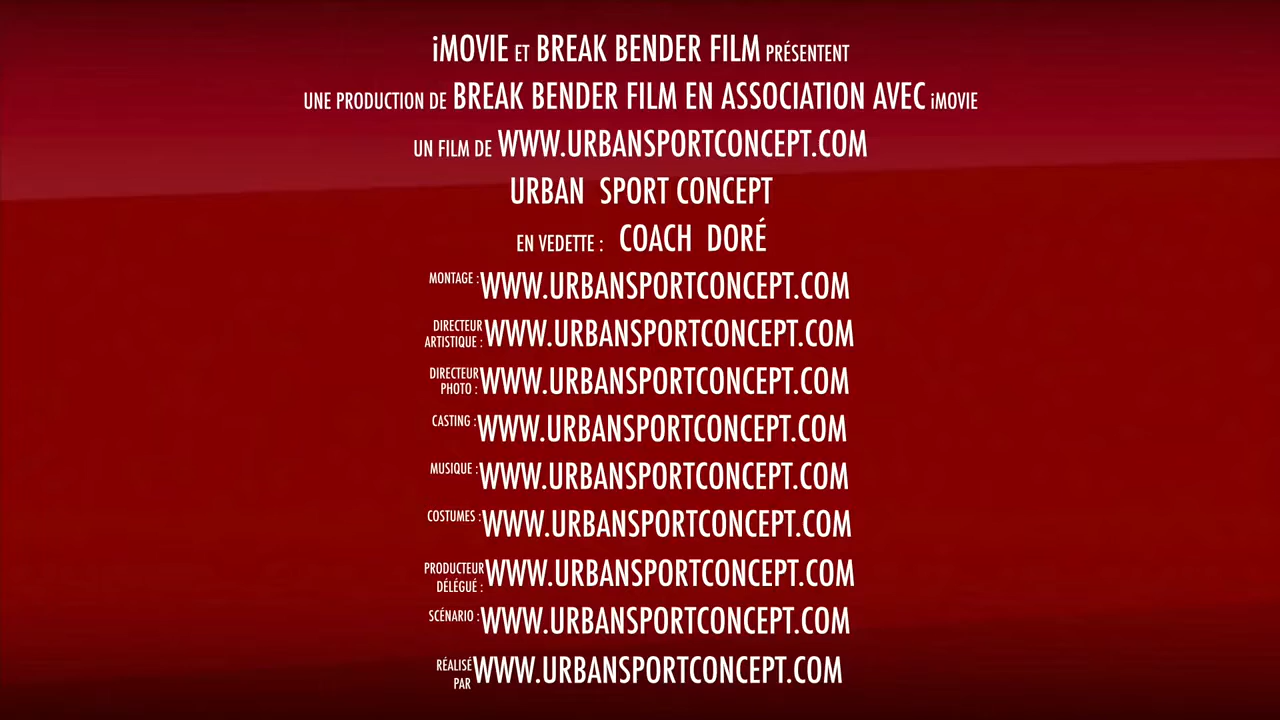 iMOVIE ET BREAK BENDER FILM PRÉSENTENT
UNE PRODUCTION DE BREAK BENDER FILM EN ASSOCIATION AVEC iMOVIE
UN FILM DE WWW.URBANSPORTCONCEPT.COM
URBAN SPORT CONCEPT
EN VEDETTE : COACH DORÉ
MONTAGE : WWW.URBANSPORTCONCEPT.COM
DIRECTEUR ARTISTIQUE : WWW.URBANSPORTCONCEPT.COM
DIRECTEUR PHOTO : WWW.URBANSPORTCONCEPT.COM
CASTING : WWW.URBANSPORTCONCEPT.COM
MUSIQUE : WWW.URBANSPORTCONCEPT.COM
COSTUMES : WWW.URBANSPORTCONCEPT.COM
PRODUCTEUR DÉLÉGUÉ : WWW.URBANSPORTCONCEPT.COM
SCÉNARIO : WWW.URBANSPORTCONCEPT.COM
RÉALISÉ PAR WWW.URBANSPORTCONCEPT.COM